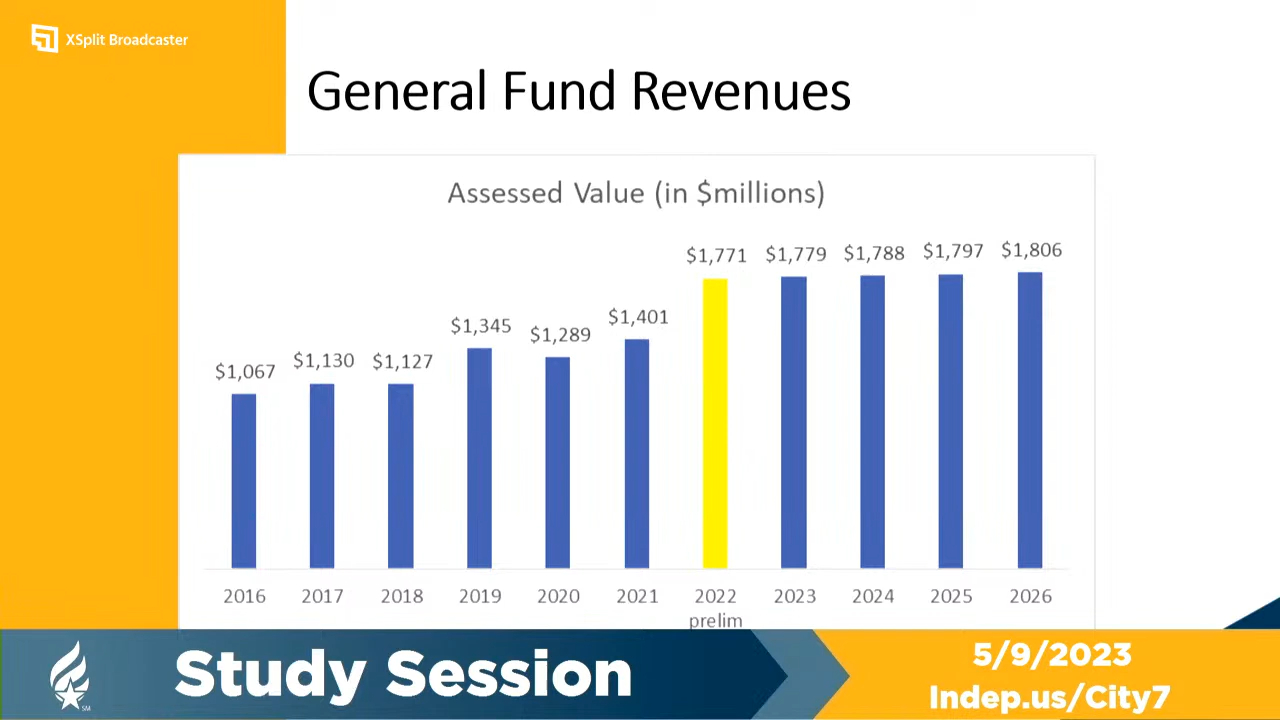 XSplit Broadcaster
General Fund Revenues
Assessed Value (in $millions)
$1,067 $1,130 $1,127 $1,345 $1,289 $1,401 $1,771 $1,779 $1,788 $1,797 $1,806
2016 2017 2018 2019 2020 2021 2022 2023 2024 2025 2026
prelim
Study Session
SM
5/9/2023
Indep.us/City7